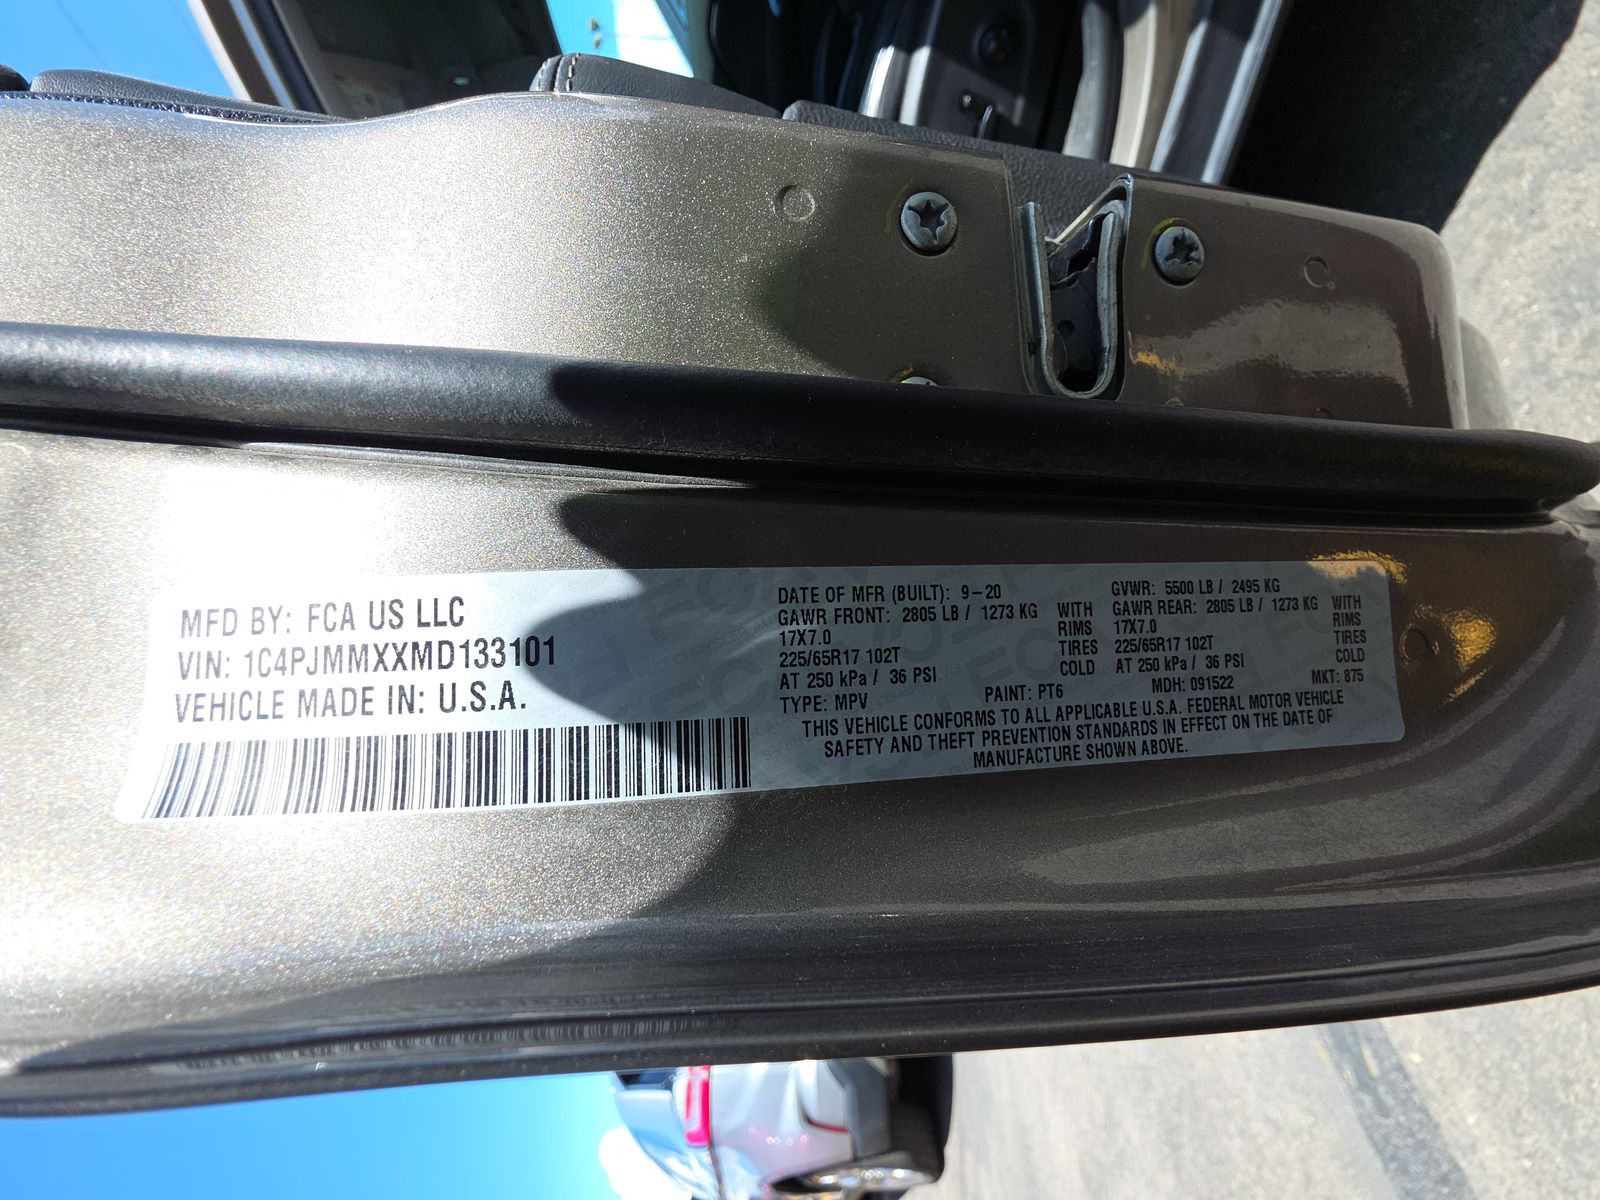 MFD BY: FCA US LLC
VIN: 1C4PJMMXXMD133101
VEHICLE MADE IN: U.S.A.
DATE OF MFR (BUILT): 9-20 GVWR: 5500 LB / 2495 KG
GAWR FRONT: 2805 LB / 1273 KG WITH GAWR REAR: 2805 LB / 1273 KG WITH
17X7.0 RIMS 17X7.0 RIMS
225/65R17 102T TIRES 225/65R17 102T TIRES
AT 250 kPa / 36 PSI COLD AT 250 kPa / 36 PSI COLD
TYPE: MPV PAINT: PT6 MDH: 091522 MKT: 875
THIS VEHICLE CONFORMS TO ALL APPLICABLE U.S.A. FEDERAL MOTOR VEHICLE
SAFETY AND THEFT PREVENTION STANDARDS IN EFFECT ON THE DATE OF
MANUFACTURE SHOWN ABOVE.